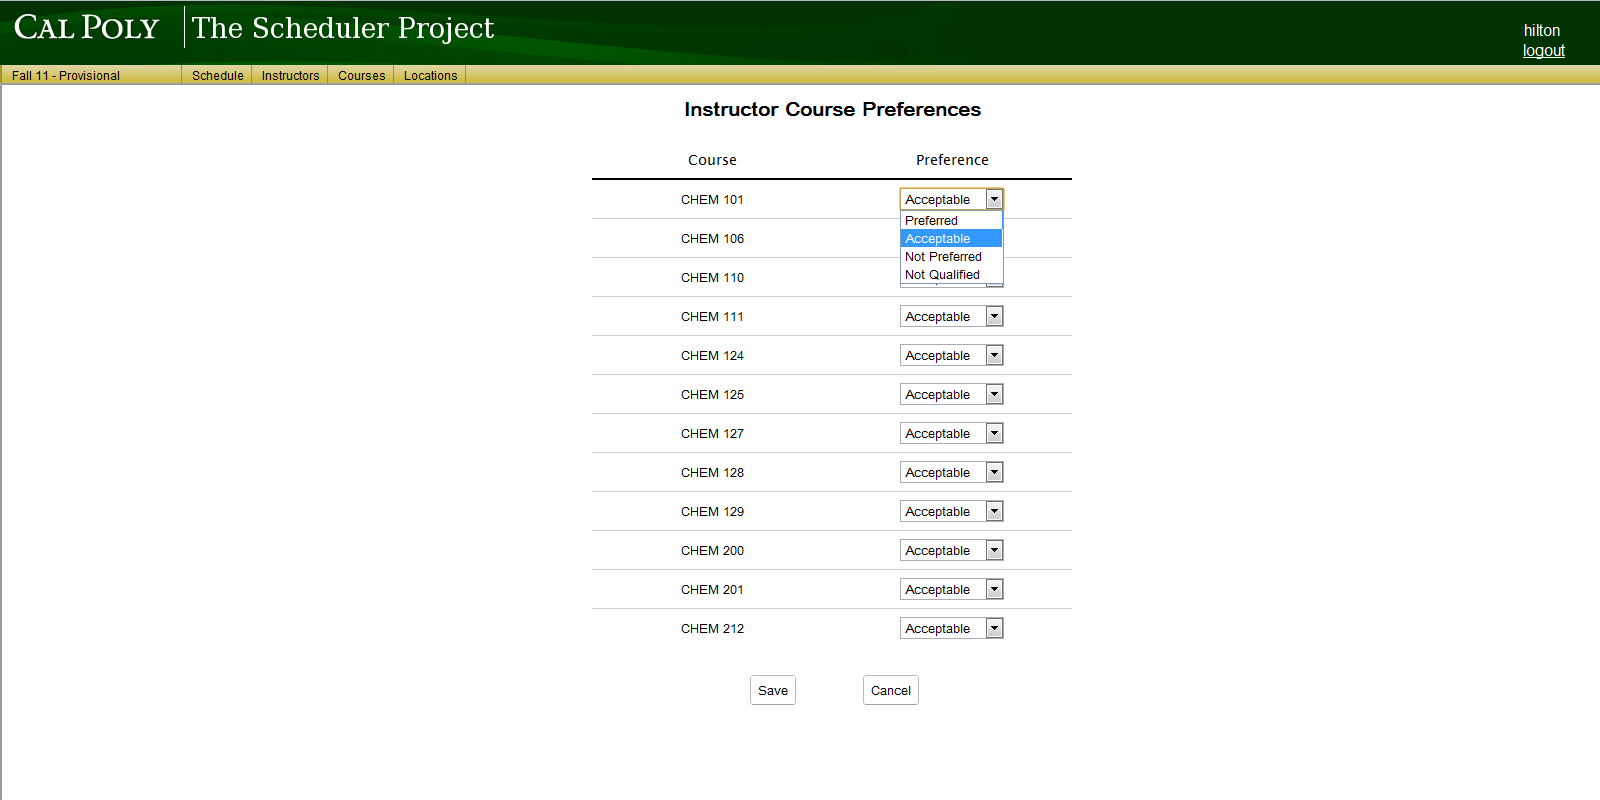 CAL POLY The Scheduler Project
hilton
logout
Fall 11 - Provisional Schedule Instructors Courses Locations
Instructor Course Preferences
Course Preference
CHEM 101 Acceptable
Preferred
CHEM 106 Acceptable
Not Preferred
CHEM 110 Not Qualified
CHEM 111 Acceptable
CHEM 124 Acceptable
CHEM 125 Acceptable
CHEM 127 Acceptable
CHEM 128 Acceptable
CHEM 129 Acceptable
CHEM 200 Acceptable
CHEM 201 Acceptable
CHEM 212 Acceptable
Save Cancel